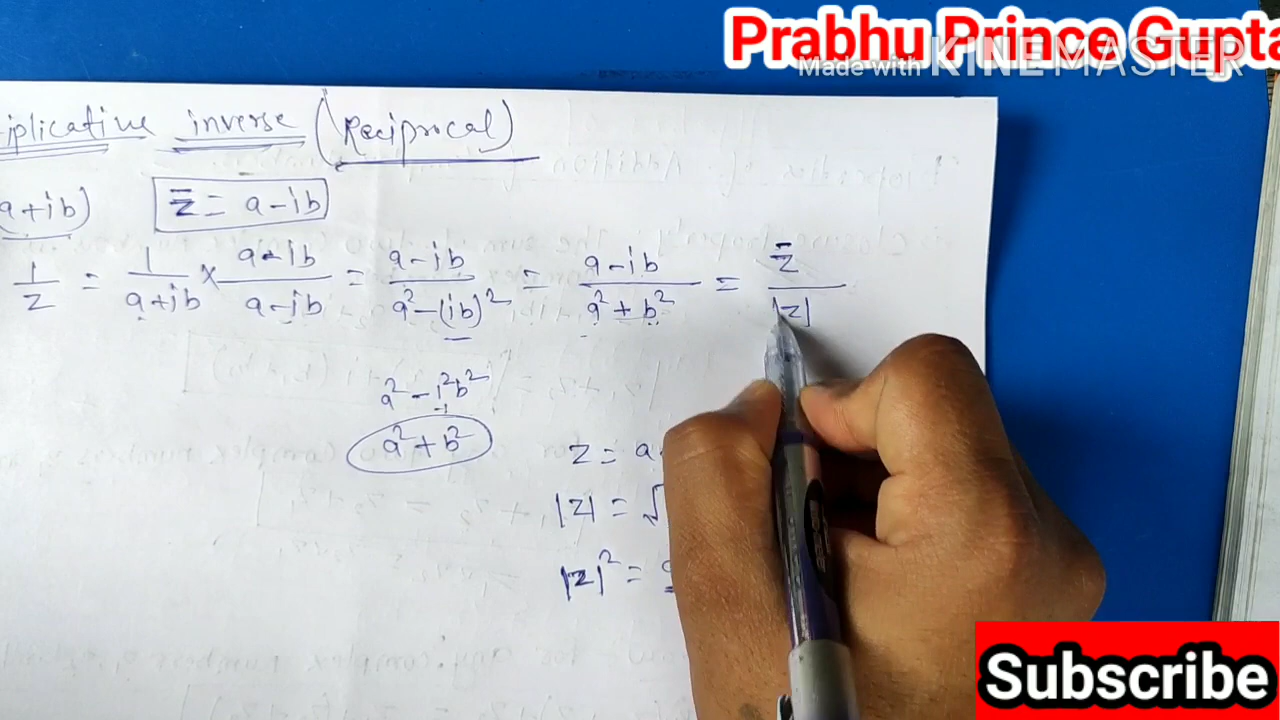 Prabhu Prince Gupta
Made with KINEMASTER
iplicative inverse (Reciprocal)
a+ib) z̄ = a-ib
1/z = 1/(a+ib) × (a-ib)/(a-ib) = (a-ib)/(a²-(ib)²) = (a-ib)/(a²+b²) = z̄/|z|
a² - i²b²
-1
a² + b²
z = a
|z| = √
|z|² =
Subscribe